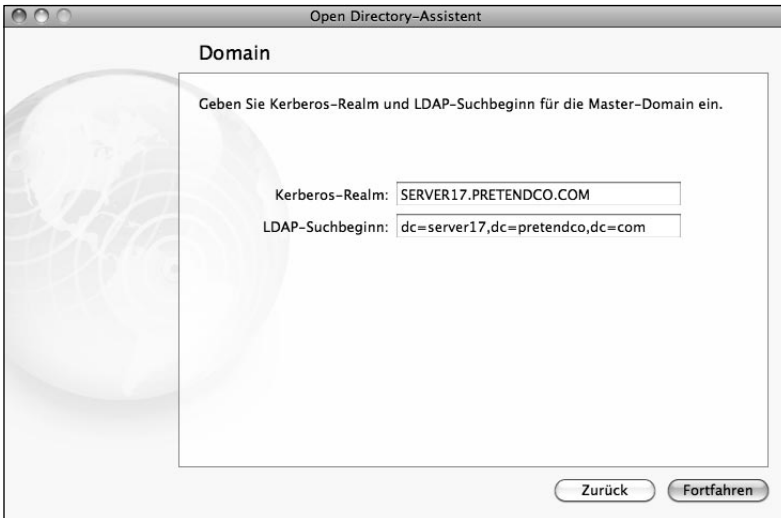 Open Directory-Assistent
Domain
Geben Sie Kerberos-Realm und LDAP-Suchbeginn für die Master-Domain ein.
Kerberos-Realm: SERVER17.PRETENDCO.COM
LDAP-Suchbeginn: dc=server17,dc=pretendco,dc=com
Zurück Fortfahren